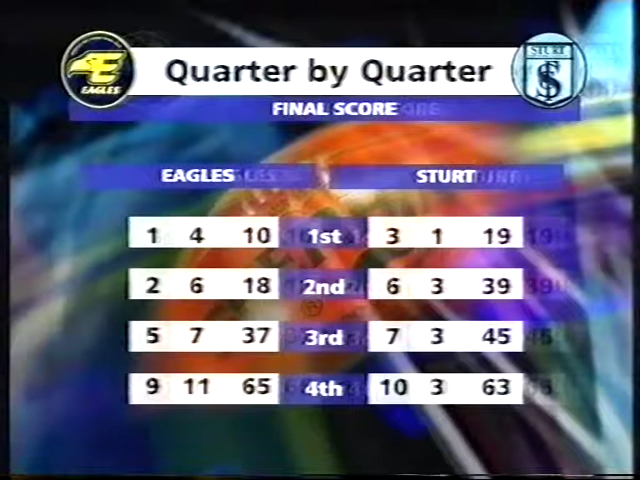 EAGLES
STURT
Quarter by Quarter
FINAL SCORE
EAGLES STURT
1 4 10 1st 3 1 19
2 6 18 2nd 6 3 39
5 7 37 3rd 7 3 45
9 11 65 4th 10 3 63